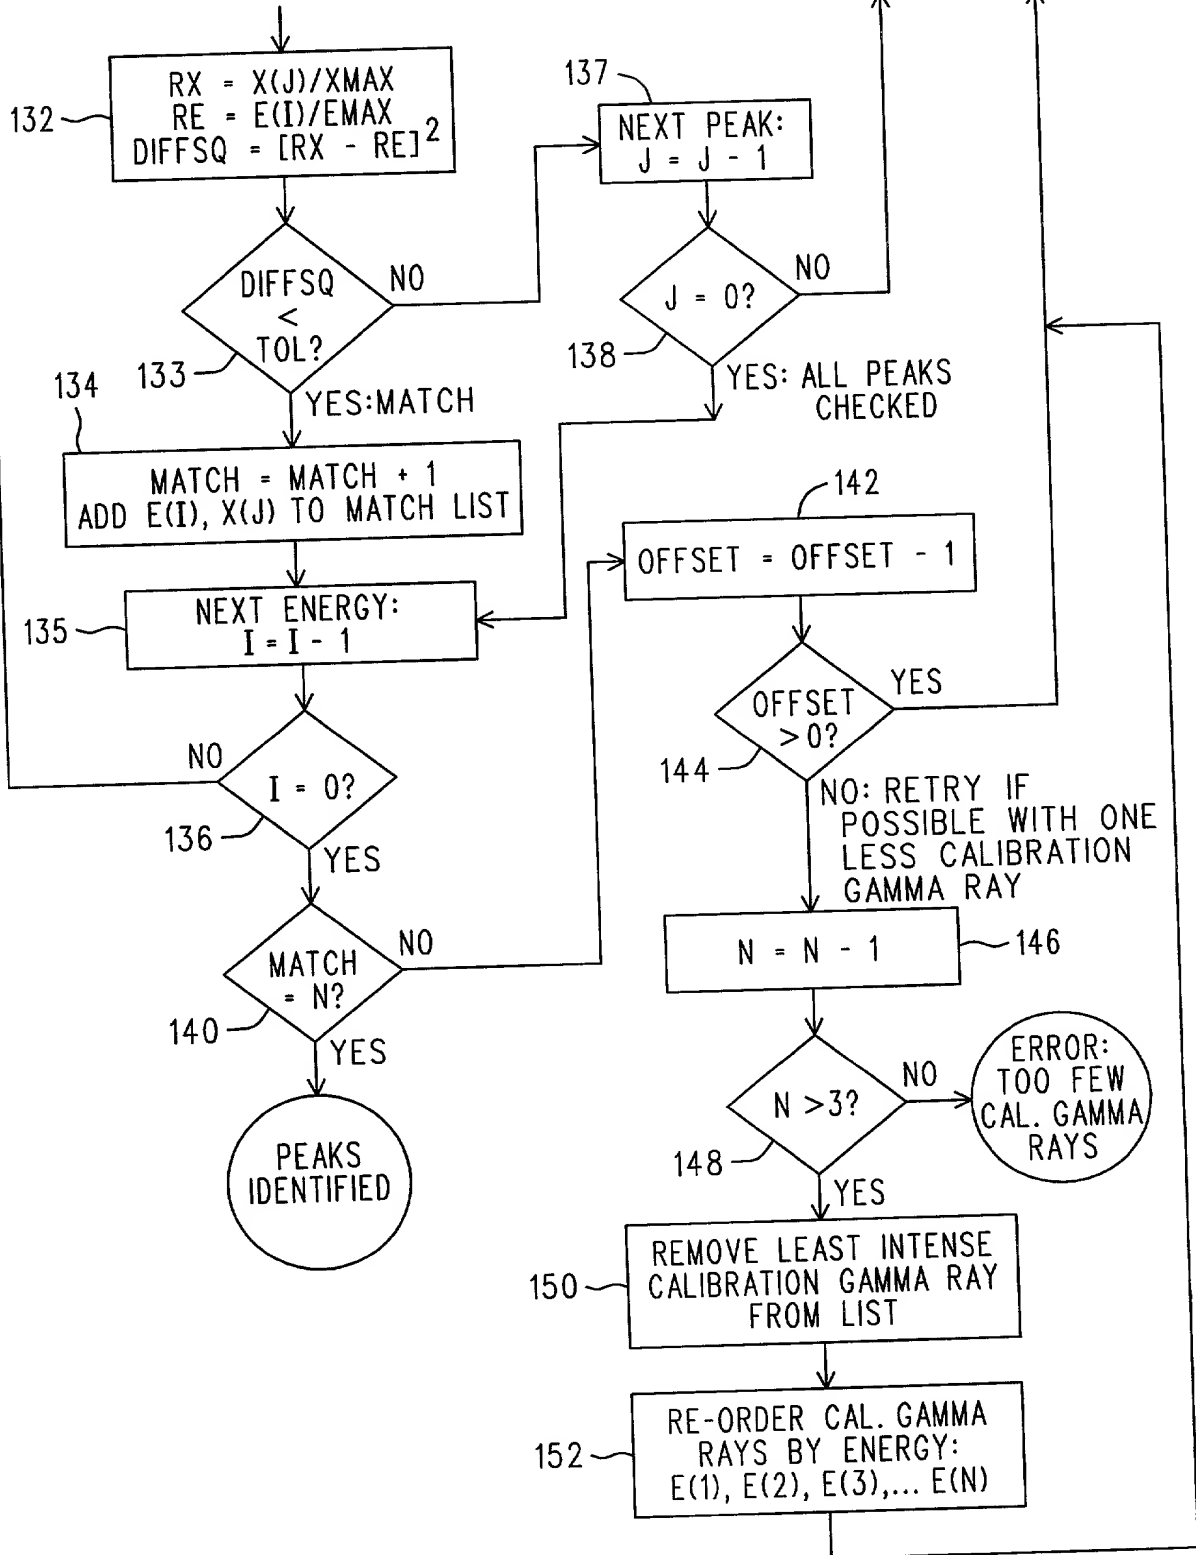 132
RX = X(J)/XMAX
RE = E(I)/EMAX
DIFFSQ = [RX - RE]²
137
NEXT PEAK:
J = J - 1
DIFFSQ
<
TOL?
NO
133
YES:MATCH
J = 0?
NO
138
YES: ALL PEAKS
CHECKED
134
MATCH = MATCH + 1
ADD E(I), X(J) TO MATCH LIST
142
OFFSET = OFFSET - 1
135
NEXT ENERGY:
I = I - 1
OFFSET
>0?
YES
144
NO: RETRY IF
POSSIBLE WITH ONE
LESS CALIBRATION
GAMMA RAY
NO
I = 0?
136
YES
MATCH
= N?
NO
140
YES
N = N - 1
146
PEAKS
IDENTIFIED
N >3?
NO
148
YES
ERROR:
TOO FEW
CAL. GAMMA
RAYS
150
REMOVE LEAST INTENSE
CALIBRATION GAMMA RAY
FROM LIST
152
RE-ORDER CAL. GAMMA
RAYS BY ENERGY:
E(1), E(2), E(3),... E(N)